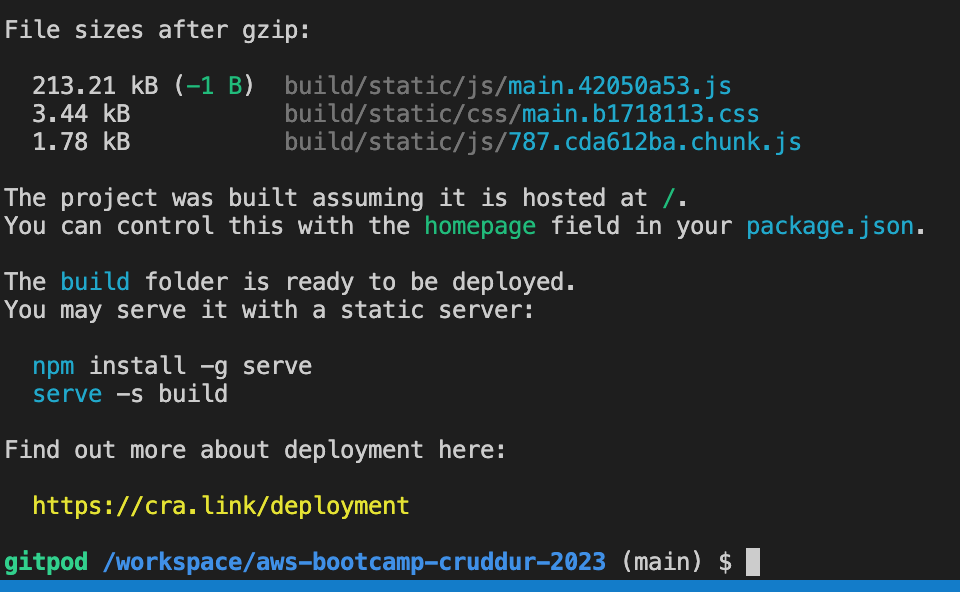 File sizes after gzip:
213.21 kB (-1 B)  build/static/js/main.42050a53.js
3.44 kB           build/static/css/main.b1718113.css
1.78 kB           build/static/js/787.cda612ba.chunk.js
The project was built assuming it is hosted at /.
You can control this with the homepage field in your package.json.
The build folder is ready to be deployed.
You may serve it with a static server:
npm install -g serve
serve -s build
Find out more about deployment here:
https://cra.link/deployment
gitpod /workspace/aws-bootcamp-cruddur-2023 (main) $